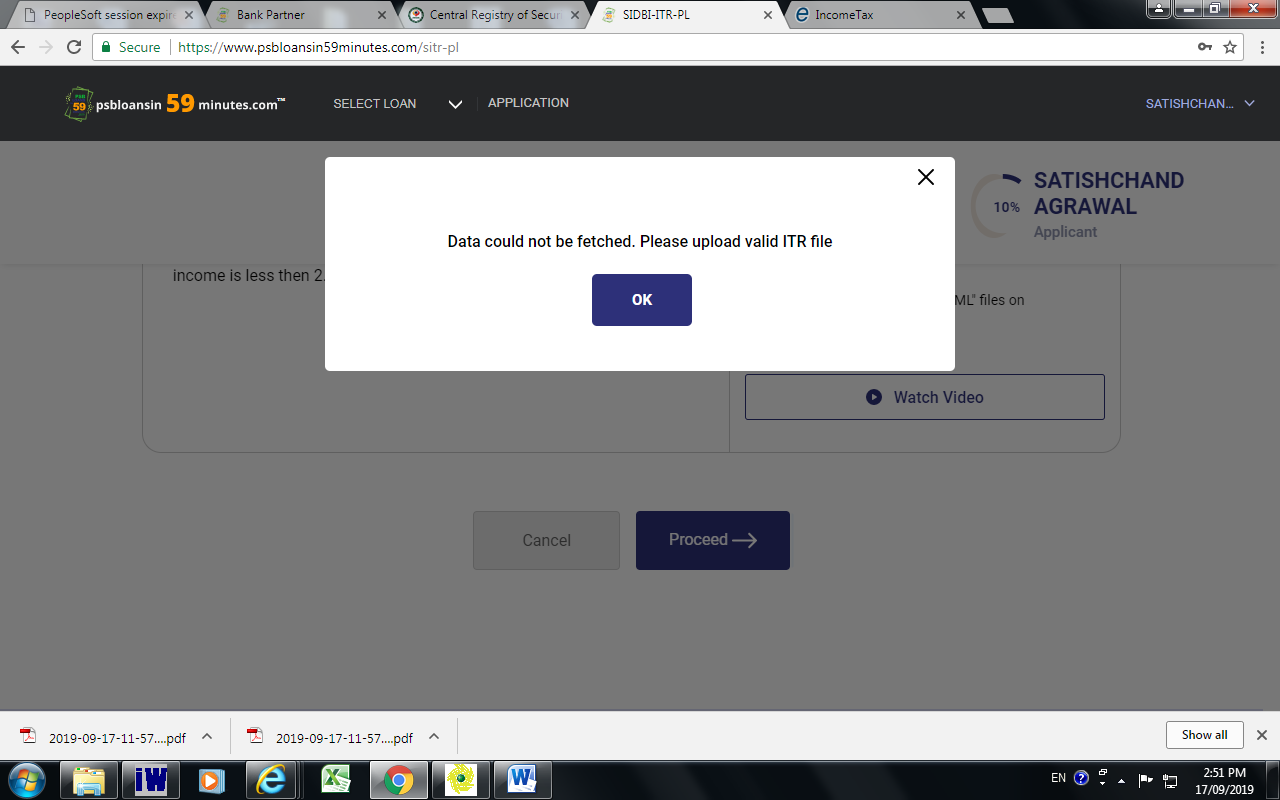 PeopleSoft session expire
Bank Partner
Central Registry of Secur
SIDBI-ITR-PL
IncomeTax
Secure
https://www.psbloansin59minutes.com/sitr-pl
psbloansin 59 minutes.com™
SELECT LOAN
APPLICATION
SATISHCHAN...
SATISHCHAND
AGRAWAL
10%
Applicant
Data could not be fetched. Please upload valid ITR file
OK
income is less then 2.
ML" files on
Watch Video
Cancel
Proceed
2019-09-17-11-57....pdf
2019-09-17-11-57....pdf
Show all
EN
2:51 PM
17/09/2019